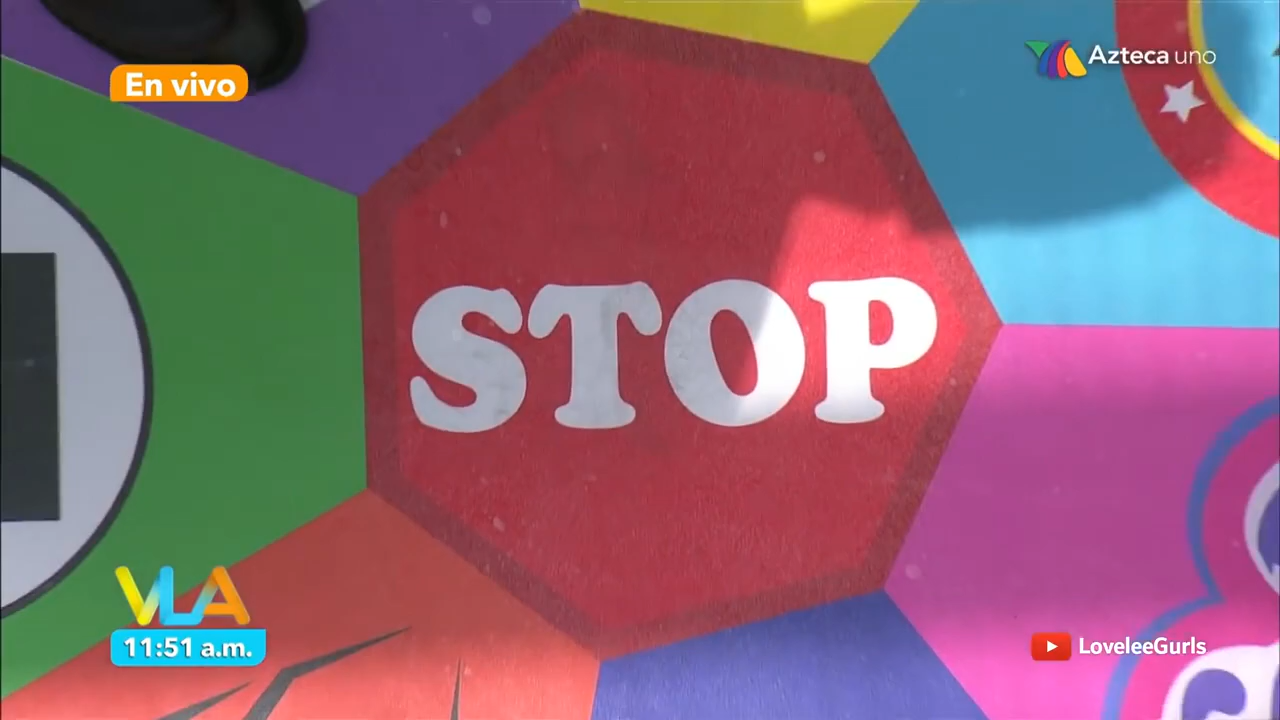 En vivo
Azteca uno
STOP
VLA
11:51 a.m.
LoveleeGurls